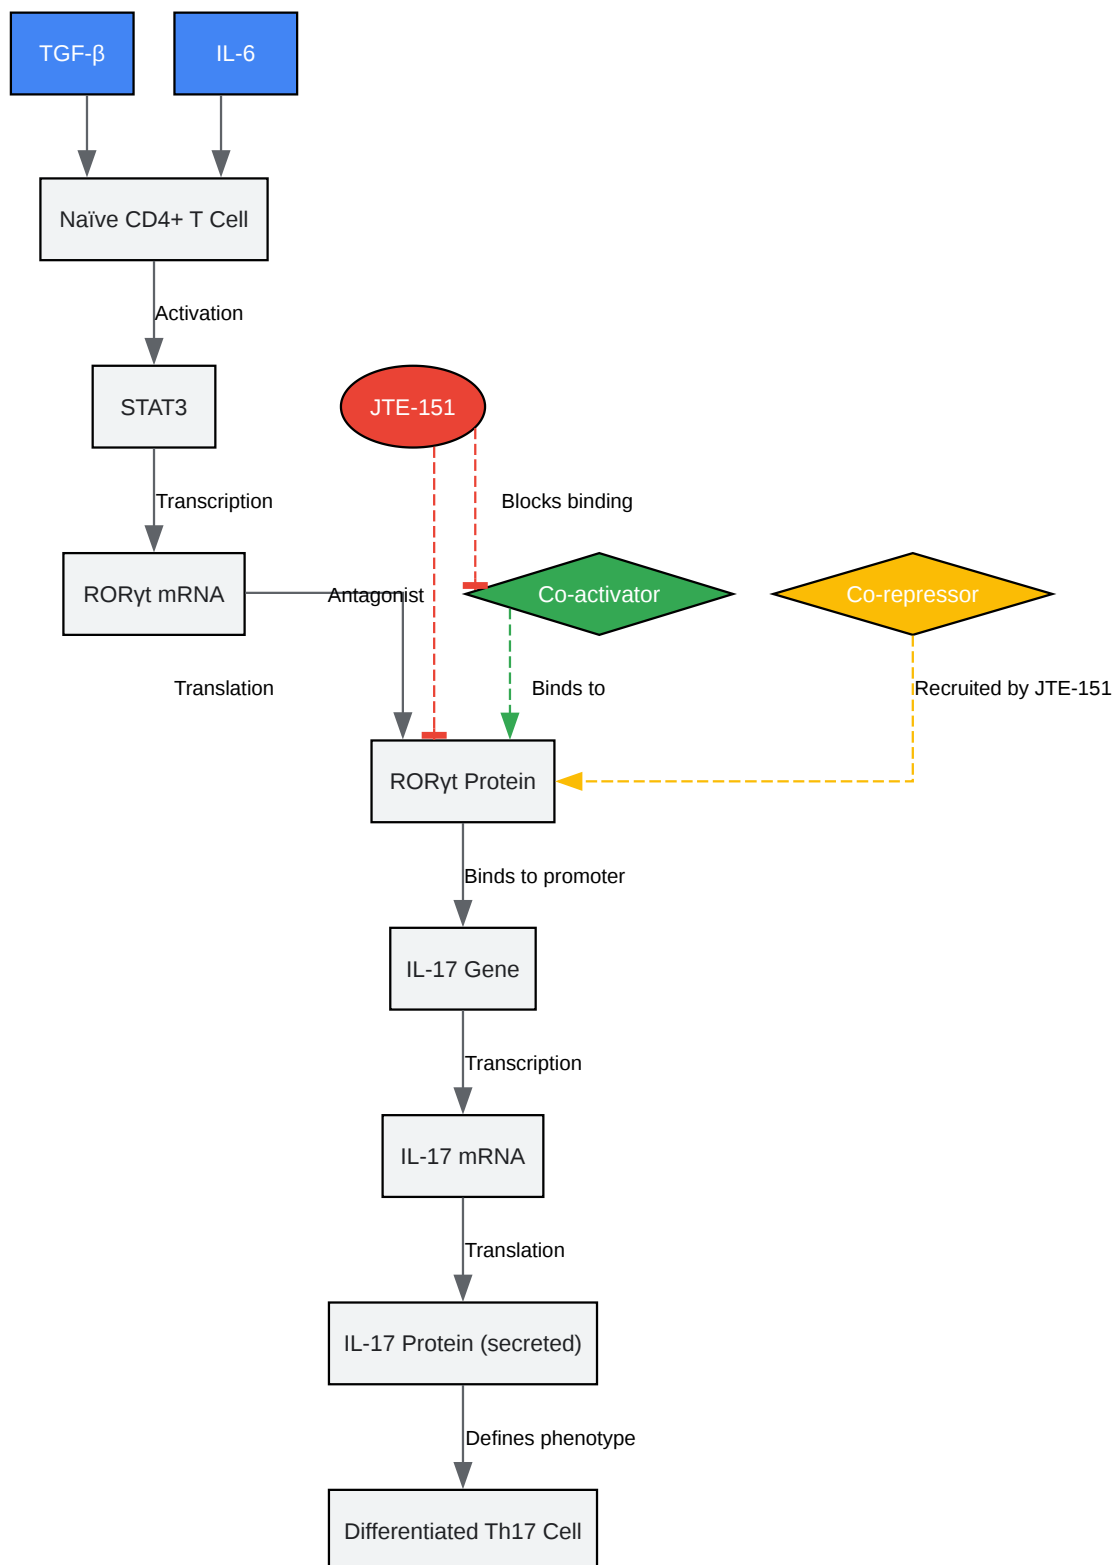 TGF-β
IL-6
Naïve CD4+ T Cell
Activation
STAT3
JTE-151
Transcription
Blocks binding
RORγt mRNA
Antagonist
Co-activator
Co-repressor
Translation
Binds to
Recruited by JTE-151
RORγt Protein
Binds to promoter
IL-17 Gene
Transcription
IL-17 mRNA
Translation
IL-17 Protein (secreted)
Defines phenotype
Differentiated Th17 Cell